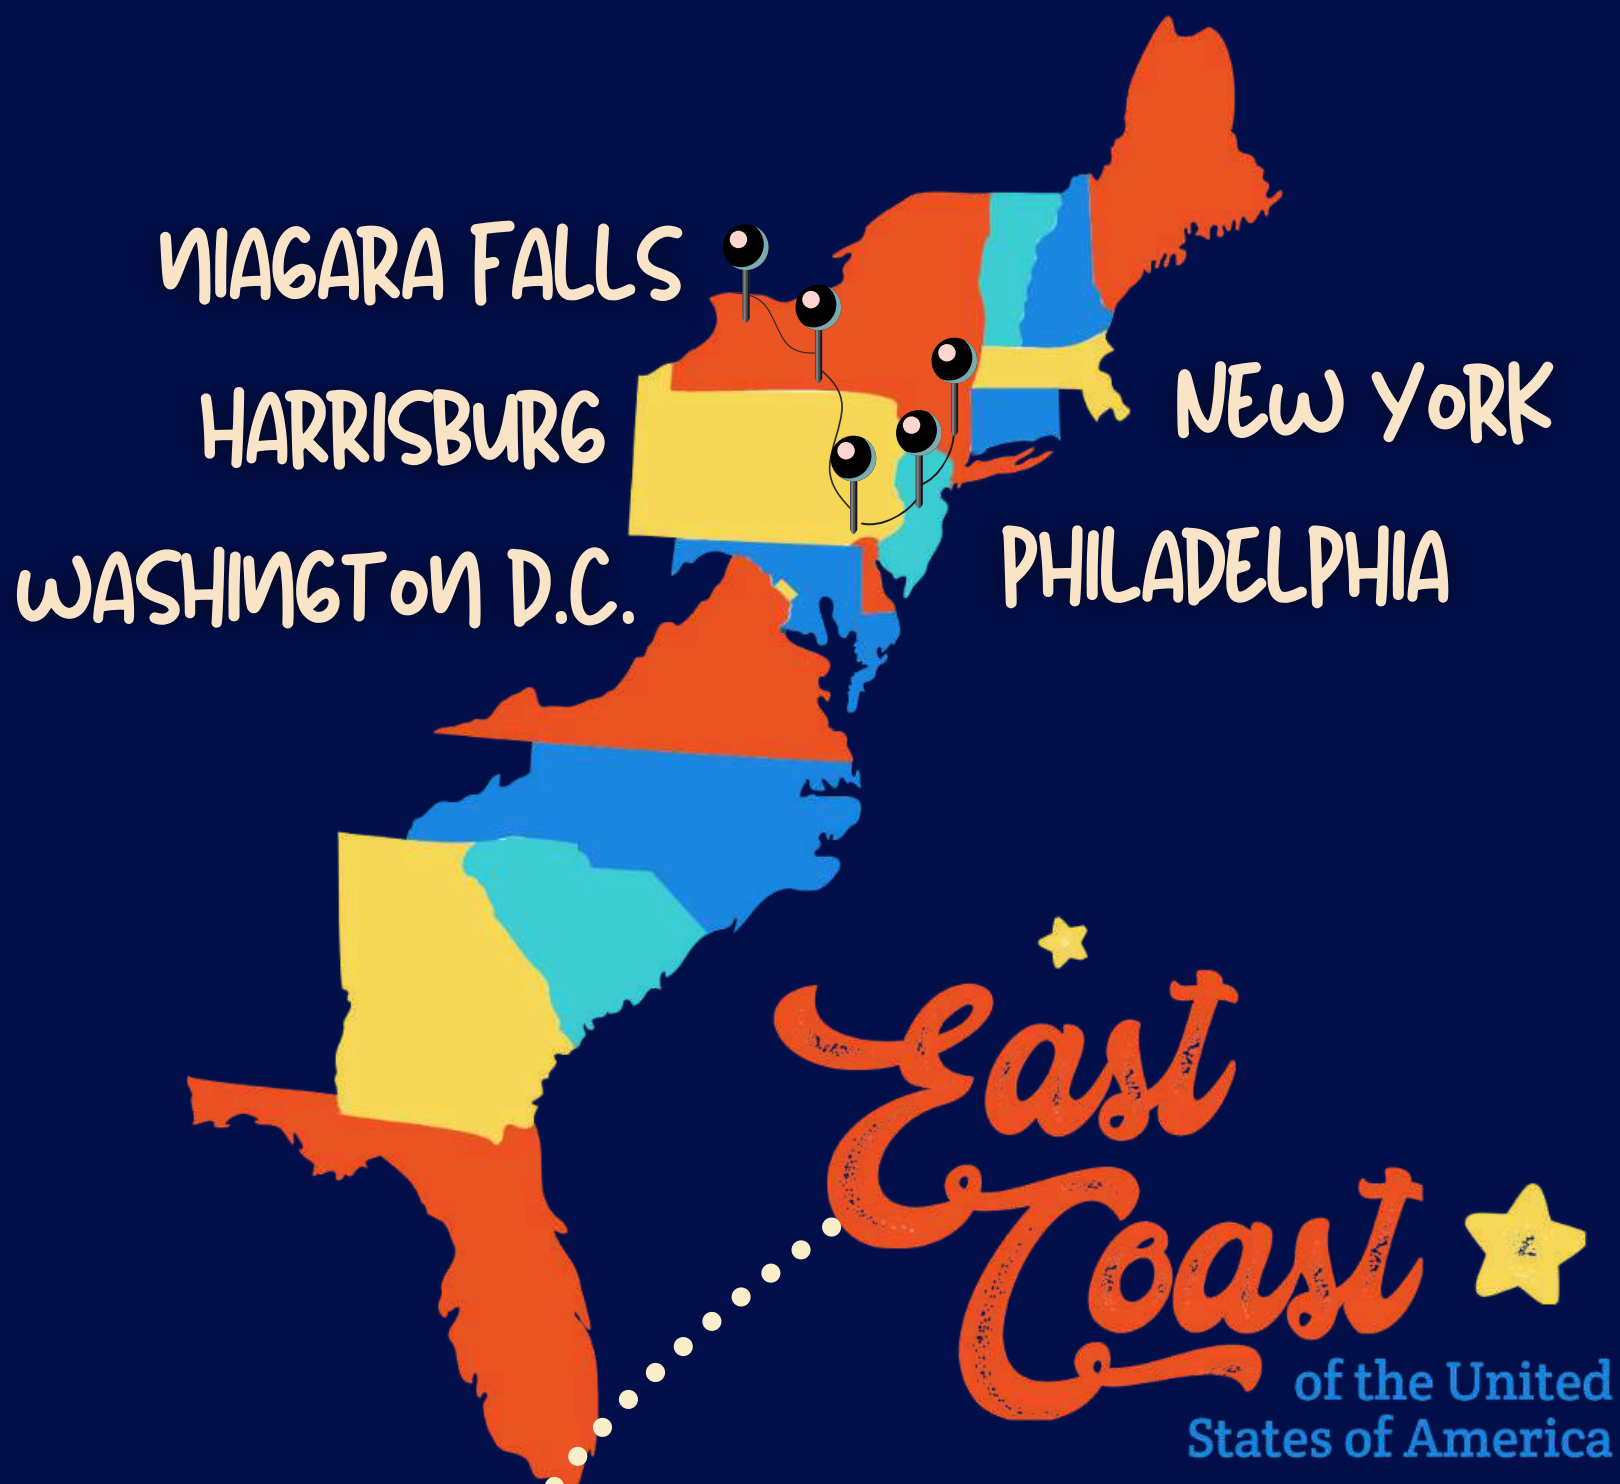 NIAGARA FALLS
HARRISBURG
NEW YORK
WASHINGTON D.C.
PHILADELPHIA
East
Coast
of the United
States of America